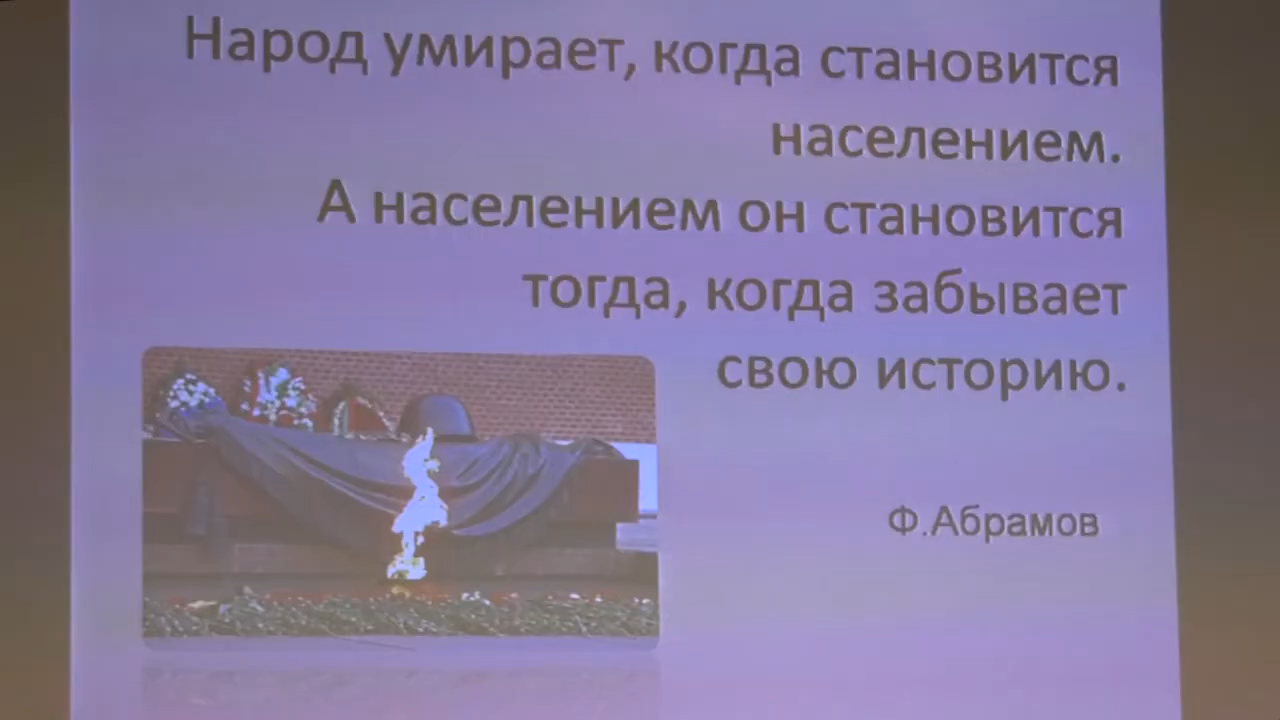 Народ умирает, когда становится
населением.
А населением он становится
тогда, когда забывает
свою историю.
Ф.Абрамов